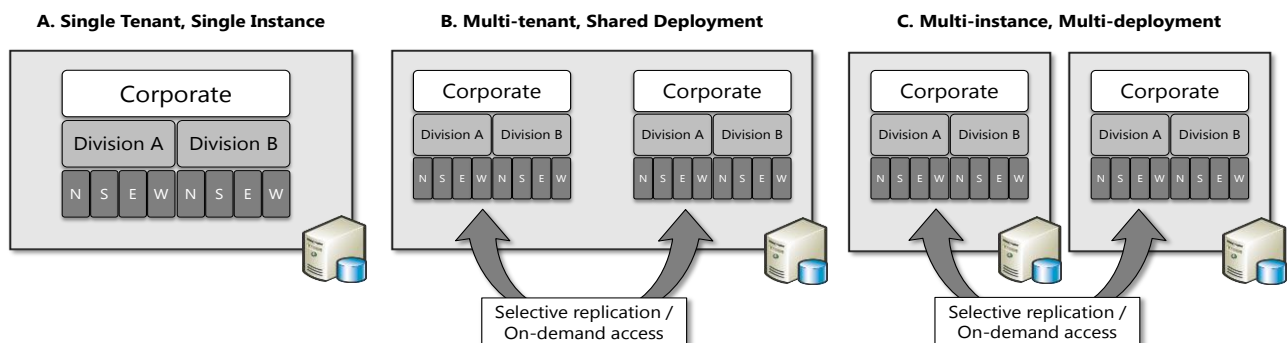 A. Single Tenant, Single Instance
Corporate
Division A Division B
N S E W N S E W
B. Multi-tenant, Shared Deployment
Corporate
Division A Division B
N S E W N S E W
Corporate
Division A Division B
N S E W N S E W
Selective replication /
On-demand access
C. Multi-instance, Multi-deployment
Corporate
Division A Division B
N S E W N S E W
Corporate
Division A Division B
N S E W N S E W
Selective replication /
On-demand access